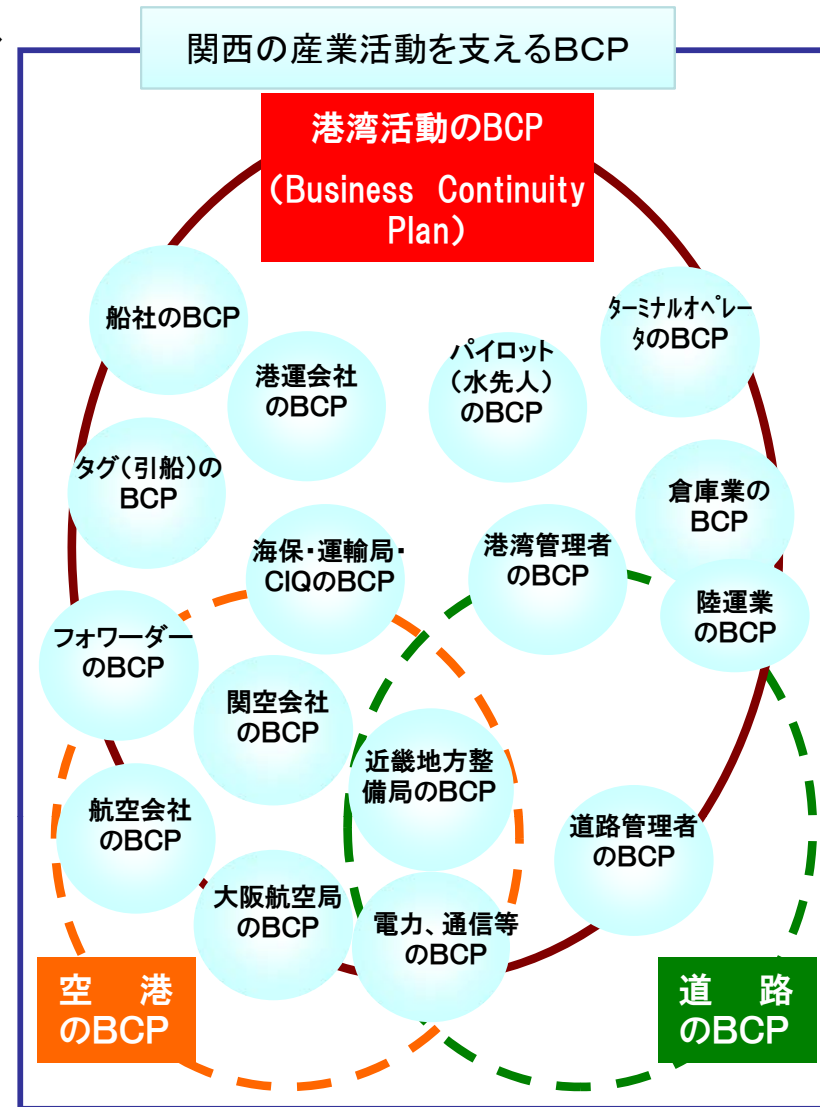 関西の産業活動を支えるBCP
港湾活動のBCP
（Business Continuity
Plan）
船社のBCP
ﾀｰﾐﾅﾙｵﾍﾟﾚｰ
ﾀのBCP
港運会社
のBCP
パイロット
（水先人）
のBCP
タグ（引船）の
BCP
倉庫業の
BCP
海保・運輸局・
CIQのBCP
港湾管理者
のBCP
陸運業
のBCP
フォワーダー
のBCP
関空会社
のBCP
近畿地方整
備局のBCP
航空会社
のBCP
道路管理者
のBCP
大阪航空局
のBCP
電力、通信等
のBCP
空　港
のBCP
道　路
のBCP